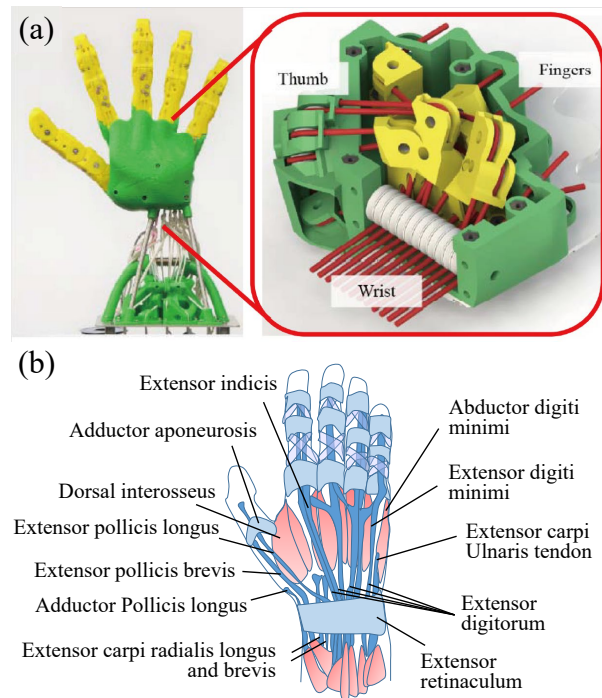 (a)
Thumb
Fingers
Wrist
(b)
Extensor indicis
Adductor aponeurosis
Dorsal interosseus
Extensor pollicis longus
Extensor pollicis brevis
Adductor Pollicis longus
Extensor carpi radialis longus
and brevis
Abductor digiti
minimi
Extensor digiti
minimi
Extensor carpi
Ulnaris tendon
Extensor
digitorum
Extensor
retinaculum